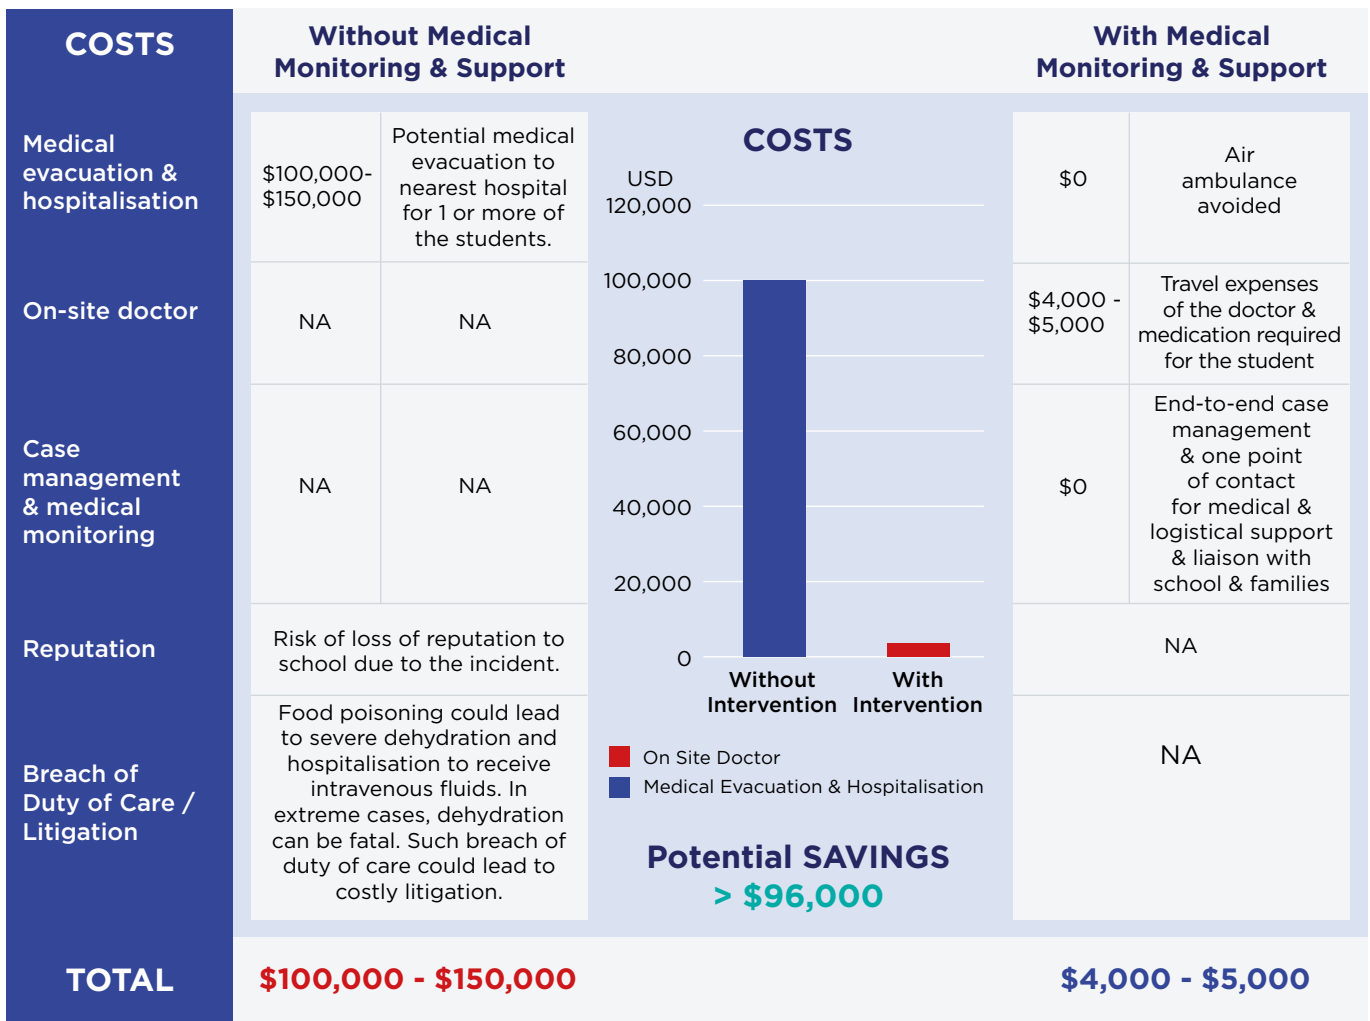 COSTS
Without Medical
Monitoring & Support
With Medical
Monitoring & Support
Medical
evacuation &
hospitalisation
$100,000-
$150,000
Potential medical
evacuation to
nearest hospital
for 1 or more of
the students.
$0
Air
ambulance
avoided
On-site doctor
NA
NA
$4,000 -
$5,000
Travel expenses
of the doctor &
medication required
for the student
Case
management
& medical
monitoring
NA
NA
$0
End-to-end case
management
& one point
of contact
for medical &
logistical support
& liaison with
school & families
Reputation
Risk of loss of reputation to
school due to the incident.
NA
Breach of
Duty of Care /
Litigation
Food poisoning could lead
to severe dehydration and
hospitalisation to receive
intravenous fluids. In
extreme cases, dehydration
can be fatal. Such breach of
duty of care could lead to
costly litigation.
NA
COSTS
USD
120,000
100,000
80,000
60,000
40,000
20,000
0
Without
Intervention
With
Intervention
On Site Doctor
Medical Evacuation & Hospitalisation
Potential SAVINGS
> $96,000
TOTAL
$100,000 - $150,000
$4,000 - $5,000